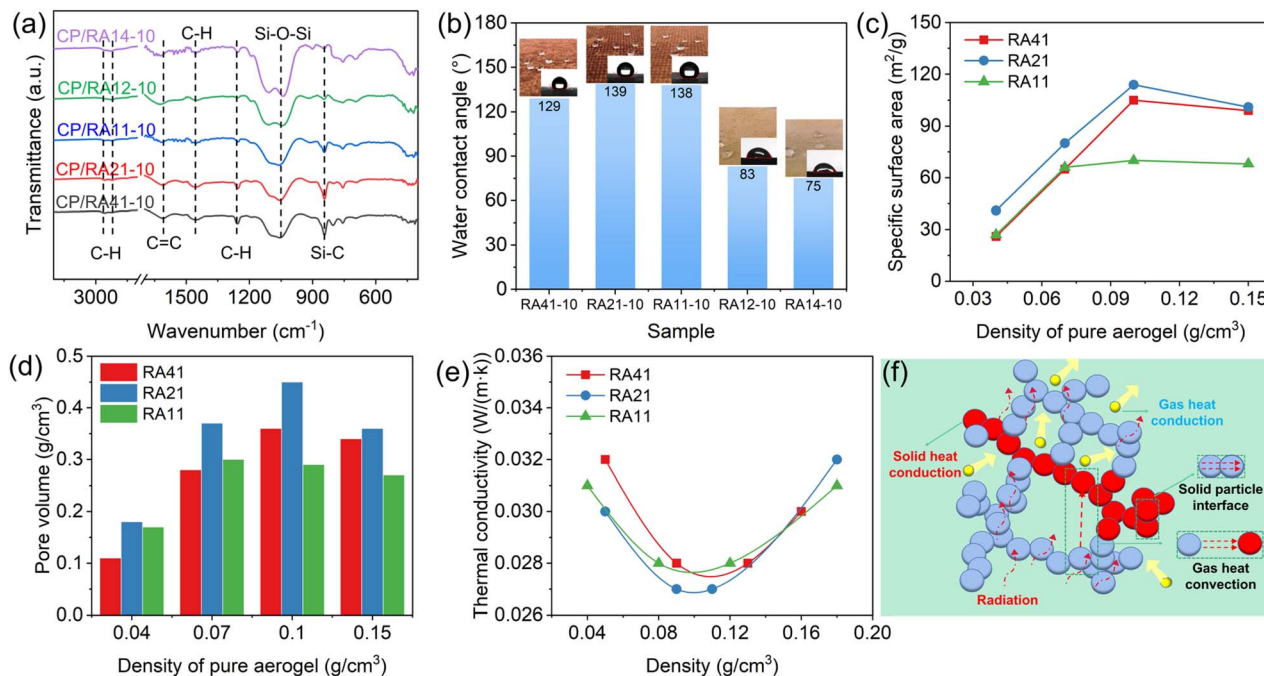 (a)
CP/RA14-10
CP/RA12-10
CP/RA11-10
CP/RA21-10
CP/RA41-10
C-H
Si-O-Si
C-H
C=C
C-H
Si-C
Transmittance (a.u.)
3000 1500 1200 900 600
Wavenumber (cm⁻¹)
(b)
Water contact angle (°)
180
150
120
90
60
30
0
129
139
138
83
75
RA41-10 RA21-10 RA11-10 RA12-10 RA14-10
Sample
(c)
Specific surface area (m²/g)
150
120
90
60
30
0
RA41
RA21
RA11
0.03 0.06 0.09 0.12 0.15
Density of pure aerogel (g/cm³)
(d)
Pore volume (g/cm³)
0.5
0.4
0.3
0.2
0.1
0.0
RA41
RA21
RA11
0.04 0.07 0.1 0.15
Density of pure aerogel (g/cm³)
(e)
Thermal conductivity (W/(m·k))
0.036
0.034
0.032
0.030
0.028
0.026
RA41
RA21
RA11
0.04 0.08 0.12 0.16 0.20
Density (g/cm³)
(f)
Gas heat
conduction
Solid heat
conduction
Solid particle
interface
Gas heat
convection
Radiation